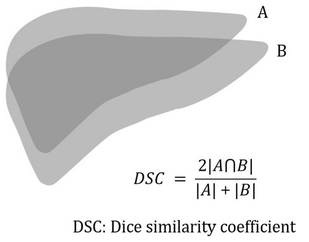 A
B
DSC = 2|A∩B| / |A| + |B|
DSC: Dice similarity coefficient